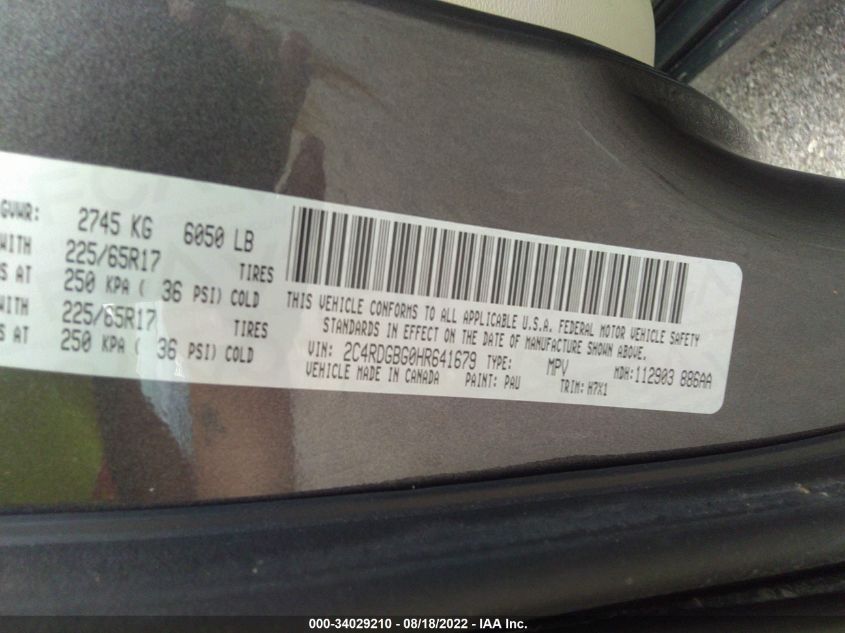 GVWR: 2745 KG 6050 LB
WITH 225/65R17 TIRES
S AT 250 KPA ( 36 PSI) COLD
WITH 225/65R17 TIRES
S AT 250 KPA ( 36 PSI) COLD
THIS VEHICLE CONFORMS TO ALL APPLICABLE U.S.A. FEDERAL MOTOR VEHICLE SAFETY
STANDARDS IN EFFECT ON THE DATE OF MANUFACTURE SHOWN ABOVE.
VIN: 2C4RDGBG0HR641679 TYPE: MPV MDH:112903 886AA
VEHICLE MADE IN CANADA PAINT: PAU TRIM: H7X1
000-34029210 - 08/18/2022 - IAA Inc.